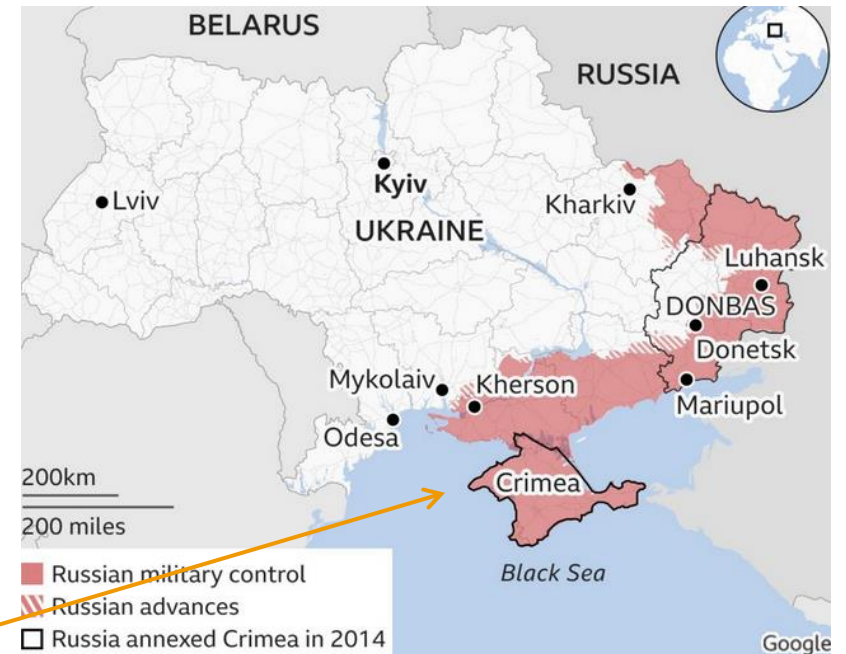 BELARUS
RUSSIA
Kyiv
Lviv
Kharkiv
UKRAINE
Luhansk
DONBAS
Donetsk
Mykolaiv
Kherson
Mariupol
Odesa
200km
Crimea
200 miles
Russian military control
Black Sea
Russian advances
Russia annexed Crimea in 2014
Google